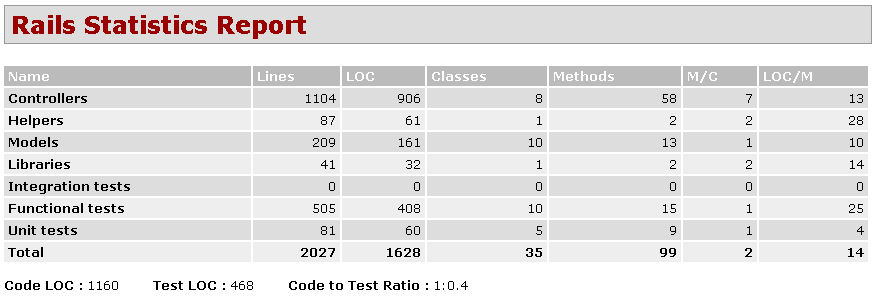 Rails Statistics Report
Name Lines LOC Classes Methods M/C LOC/M
Controllers 1104 906 8 58 7 13
Helpers 87 61 1 2 2 28
Models 209 161 10 13 1 10
Libraries 41 32 1 2 2 14
Integration tests 0 0 0 0 0 0
Functional tests 505 408 10 15 1 25
Unit tests 81 60 5 9 1 4
Total 2027 1628 35 99 2 14
Code LOC : 1160 Test LOC : 468 Code to Test Ratio : 1:0.4